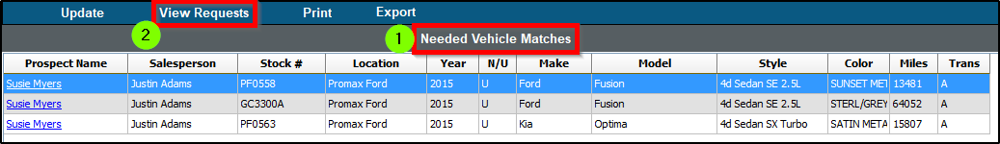 Update View Requests Print Export
2 1 Needed Vehicle Matches
Prospect Name Salesperson Stock # Location Year N/U Make Model Style Color Miles Trans
Susie Myers Justin Adams PF0558 Promax Ford 2015 U Ford Fusion 4d Sedan SE 2.5L SUNSET MET 13481 A
Susie Myers Justin Adams GC3300A Promax Ford 2015 U Ford Fusion 4d Sedan SE 2.5L STERL/GREY 64052 A
Susie Myers Justin Adams PF0563 Promax Ford 2015 U Kia Optima 4d Sedan SX Turbo SATIN META 15807 A